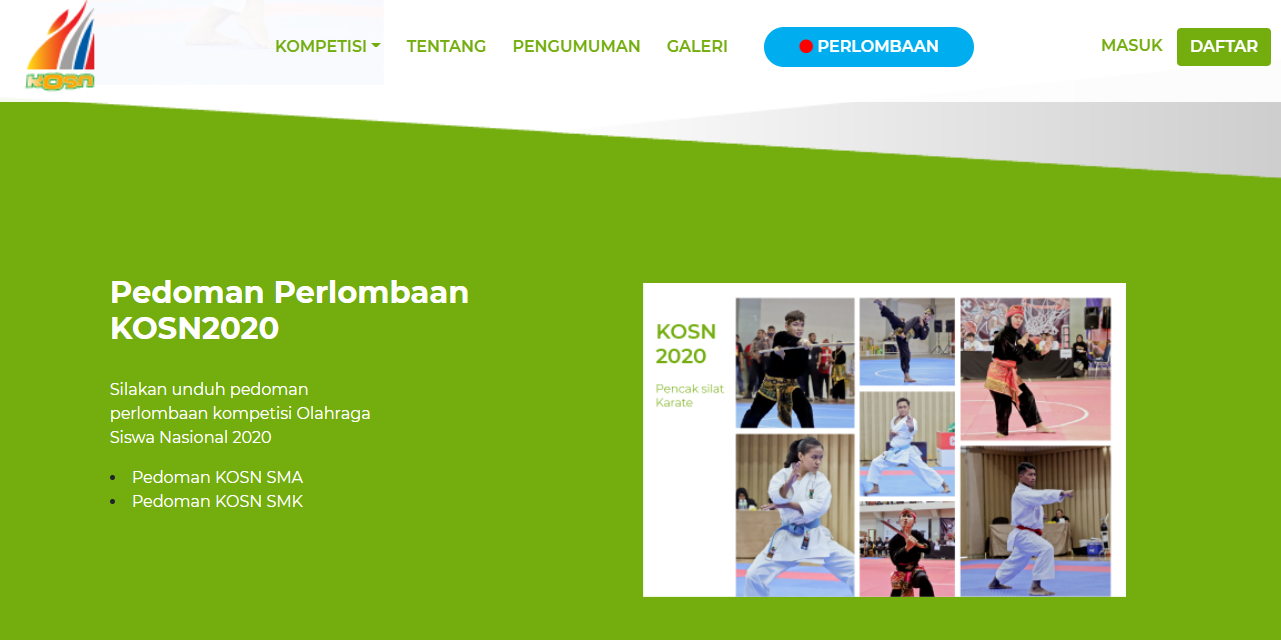 KOSN
KOMPETISI
TENTANG
PENGUMUMAN
GALERI
PERLOMBAAN
MASUK
DAFTAR
Pedoman Perlombaan
KOSN2020
Silakan unduh pedoman
perlombaan kompetisi Olahraga
Siswa Nasional 2020
Pedoman KOSN SMA
Pedoman KOSN SMK
KOSN
2020
Pencak silat
Karate